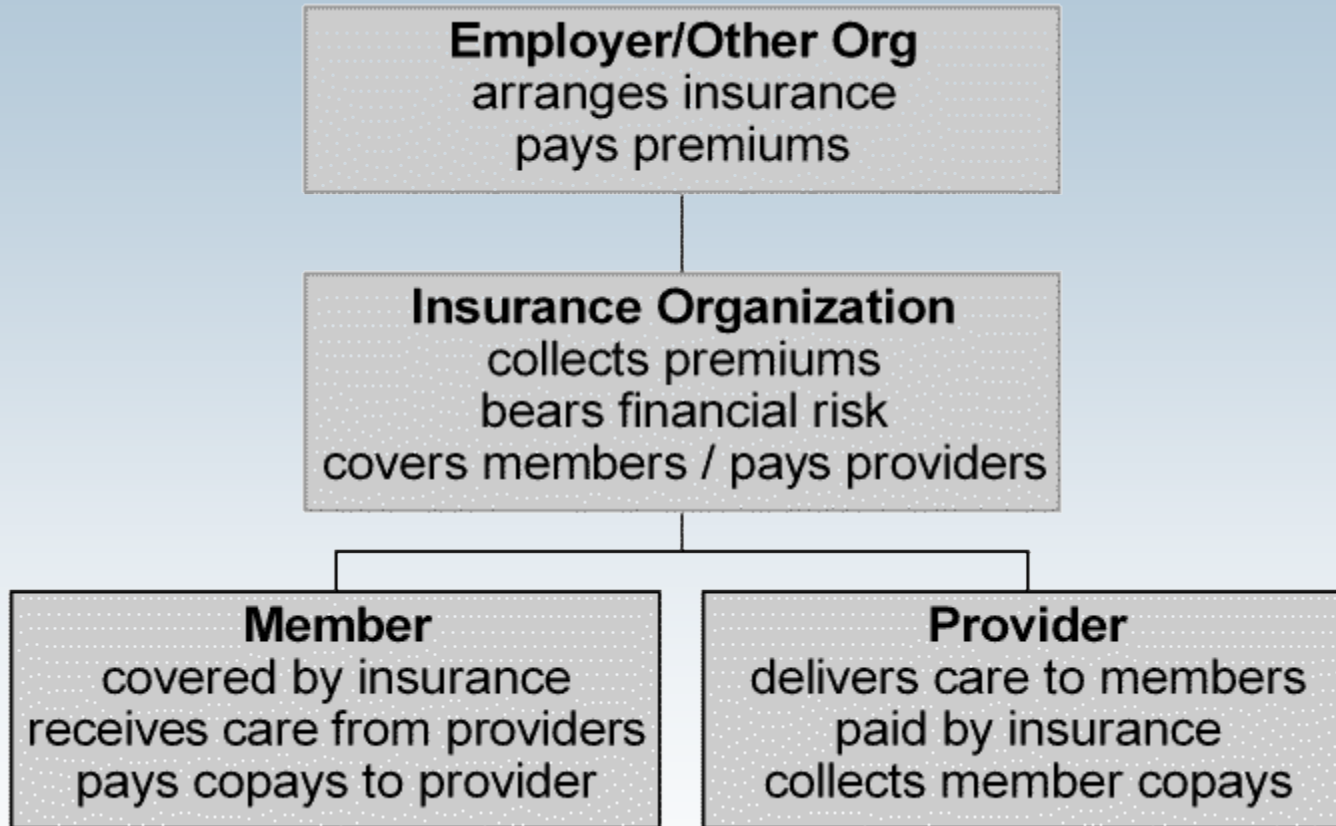 Employer/Other Org
arranges insurance
pays premiums
Insurance Organization
collects premiums
bears financial risk
covers members / pays providers
Member
covered by insurance
receives care from providers
pays copays to provider
Provider
delivers care to members
paid by insurance
collects member copays